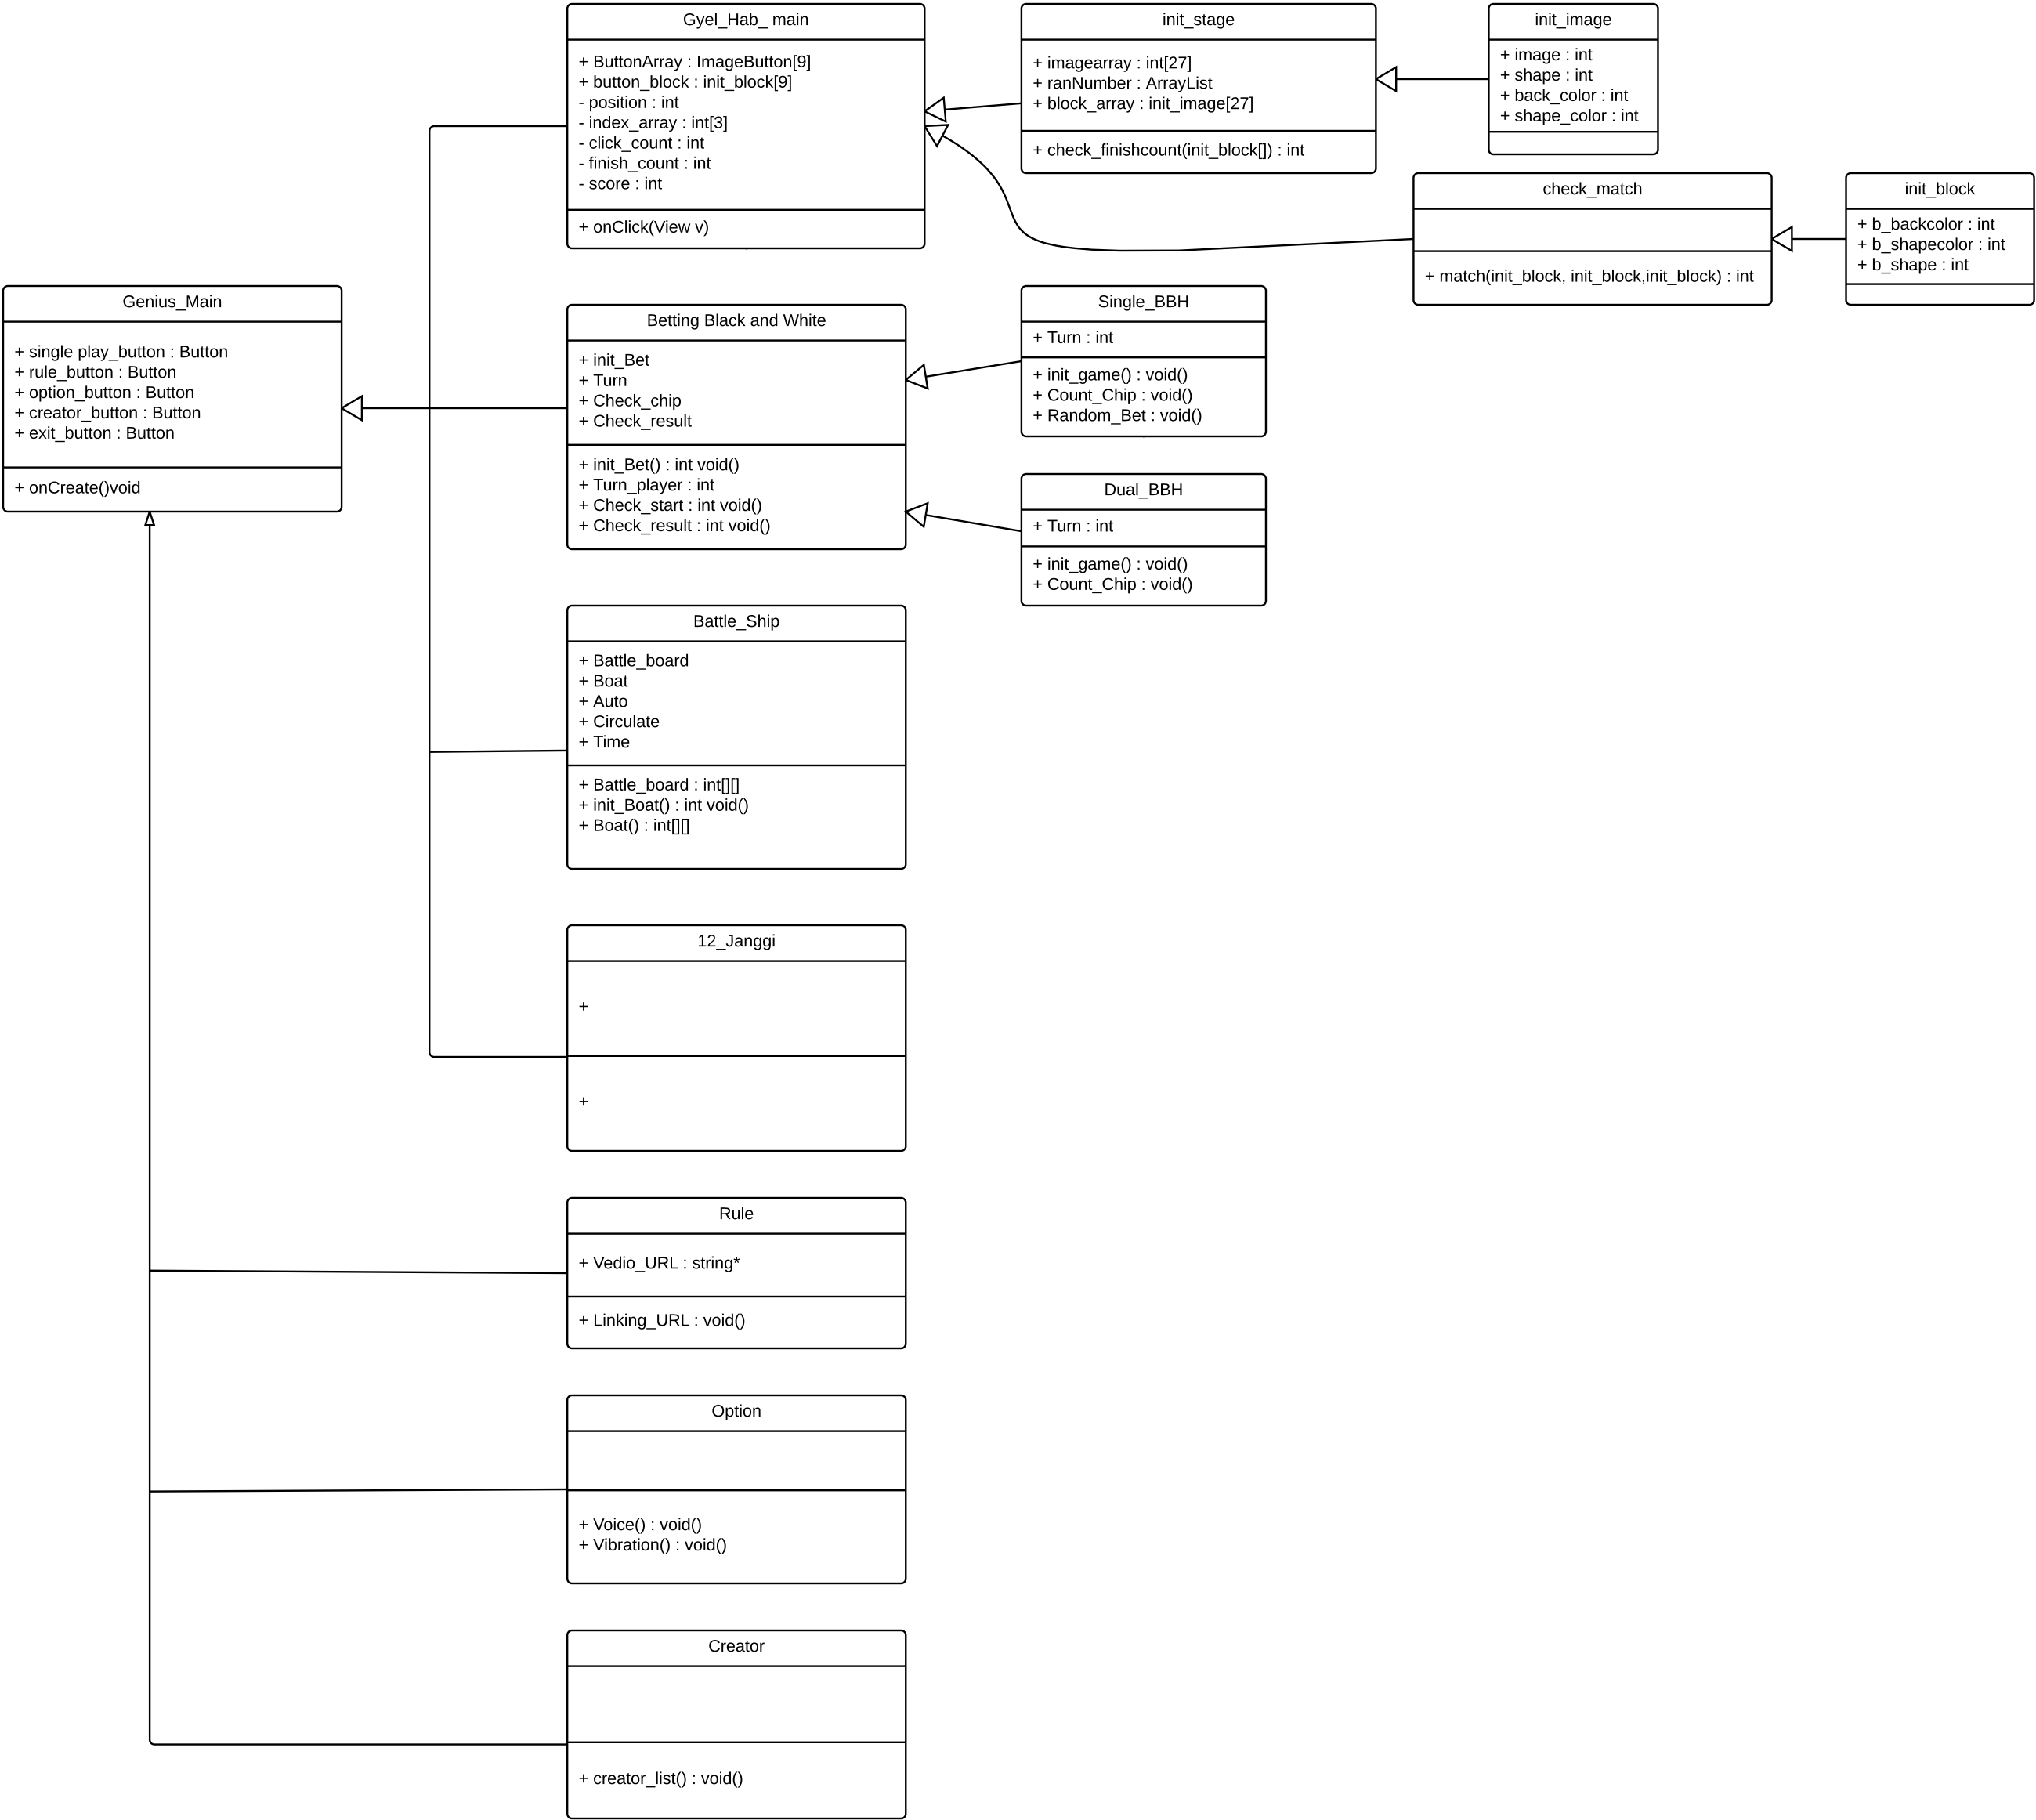 Genius_Main
+ single play_button : Button
+ rule_button : Button
+ option_button : Button
+ creator_button : Button
+ exit_button : Button
+ onCreate()void
Gyel_Hab_ main
+ ButtonArray : ImageButton[9]
+ button_block : init_block[9]
- position : int
- index_array : int[3]
- click_count : int
- finish_count : int
- score : int
+ onClick(View v)
init_stage
+ imagearray : int[27]
+ ranNumber : ArrayList
+ block_array : init_image[27]
+ check_finishcount(init_block[]) : int
init_image
+ image : int
+ shape : int
+ back_color : int
+ shape_color : int
check_match
+ match(init_block, init_block,init_block) : int
init_block
+ b_backcolor : int
+ b_shapecolor : int
+ b_shape : int
Betting Black and White
+ init_Bet
+ Turn
+ Check_chip
+ Check_result
+ init_Bet() : int void()
+ Turn_player : int
+ Check_start : int void()
+ Check_result : int void()
Single_BBH
+ Turn : int
+ init_game() : void()
+ Count_Chip : void()
+ Random_Bet : void()
Dual_BBH
+ Turn : int
+ init_game() : void()
+ Count_Chip : void()
Battle_Ship
+ Battle_board
+ Boat
+ Auto
+ Circulate
+ Time
+ Battle_board : int[][]
+ init_Boat() : int void()
+ Boat() : int[][]
12_Janggi
+
+
Rule
+ Vedio_URL : string*
+ Linking_URL : void()
Option
+ Voice() : void()
+ Vibration() : void()
Creator
+ creator_list() : void()